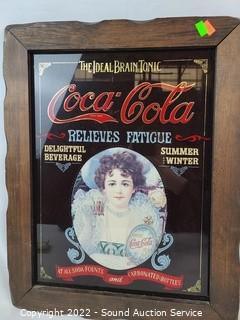 THE IDEAL BRAIN TONIC
Coca-Cola
RELIEVES FATIGUE
DELIGHTFUL BEVERAGE
SUMMER WINTER
Coca-Cola
AT ALL SODA FOUNTS and CARBONATED IN BOTTLES
Copyright 2022 - Sound Auction Service